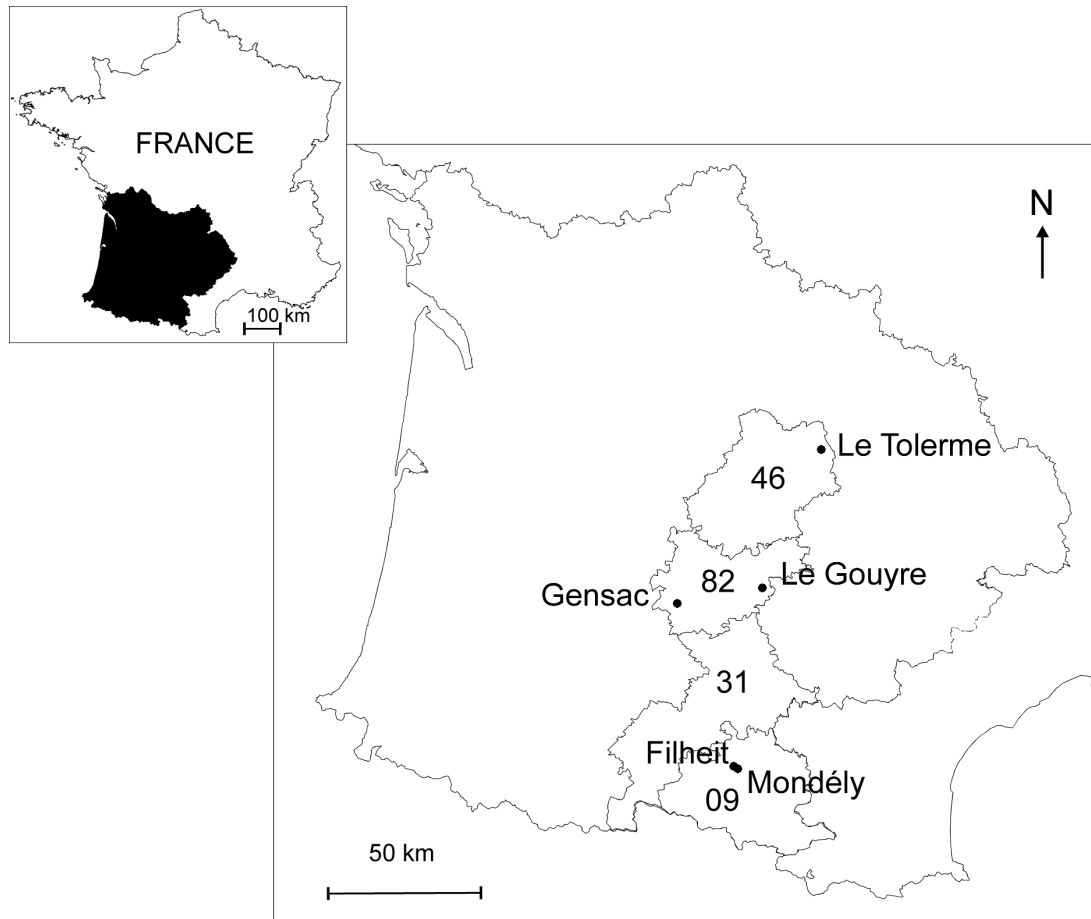 FRANCE
100 km
N
Le Tolerme
46
82
Le Gouyre
Gensac
31
Filheit
Mondély
09
50 km